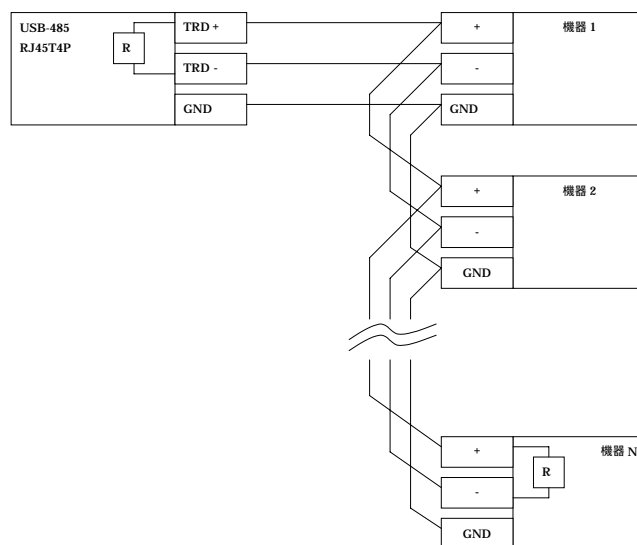 USB-485
RJ45T4P
R
TRD +
TRD -
GND
+
-
GND
機器 1
+
-
GND
機器 2
+
-
GND
R
機器 N